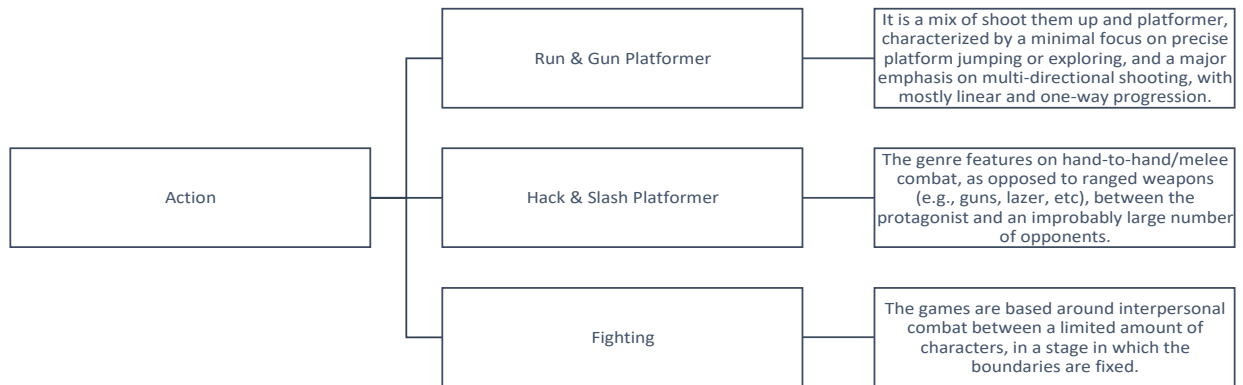 Action
Run & Gun Platformer
It is a mix of shoot them up and platformer,
characterized by a minimal focus on precise
platform jumping or exploring, and a major
emphasis on multi-directional shooting, with
mostly linear and one-way progression.
Hack & Slash Platformer
The genre features on hand-to-hand/melee
combat, as opposed to ranged weapons
(e.g., guns, lazer, etc), between the
protagonist and an improbably large number
of opponents.
Fighting
The games are based around interpersonal
combat between a limited amount of
characters, in a stage in which the
boundaries are fixed.